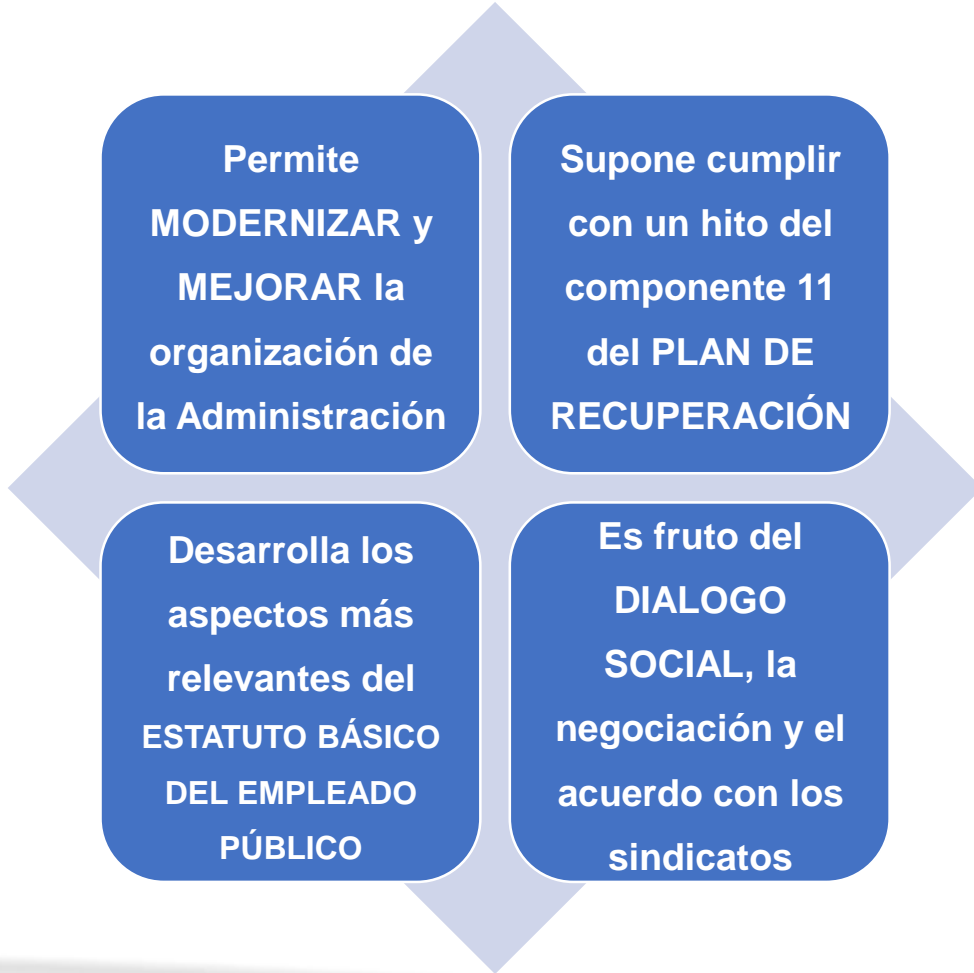 Permite
MODERNIZAR y
MEJORAR la
organización de
la Administración
Supone cumplir
con un hito del
componente 11
del PLAN DE
RECUPERACIÓN
Desarrolla los
aspectos más
relevantes del
ESTATUTO BÁSICO
DEL EMPLEADO
PÚBLICO
Es fruto del
DIALOGO
SOCIAL, la
negociación y el
acuerdo con los
sindicatos